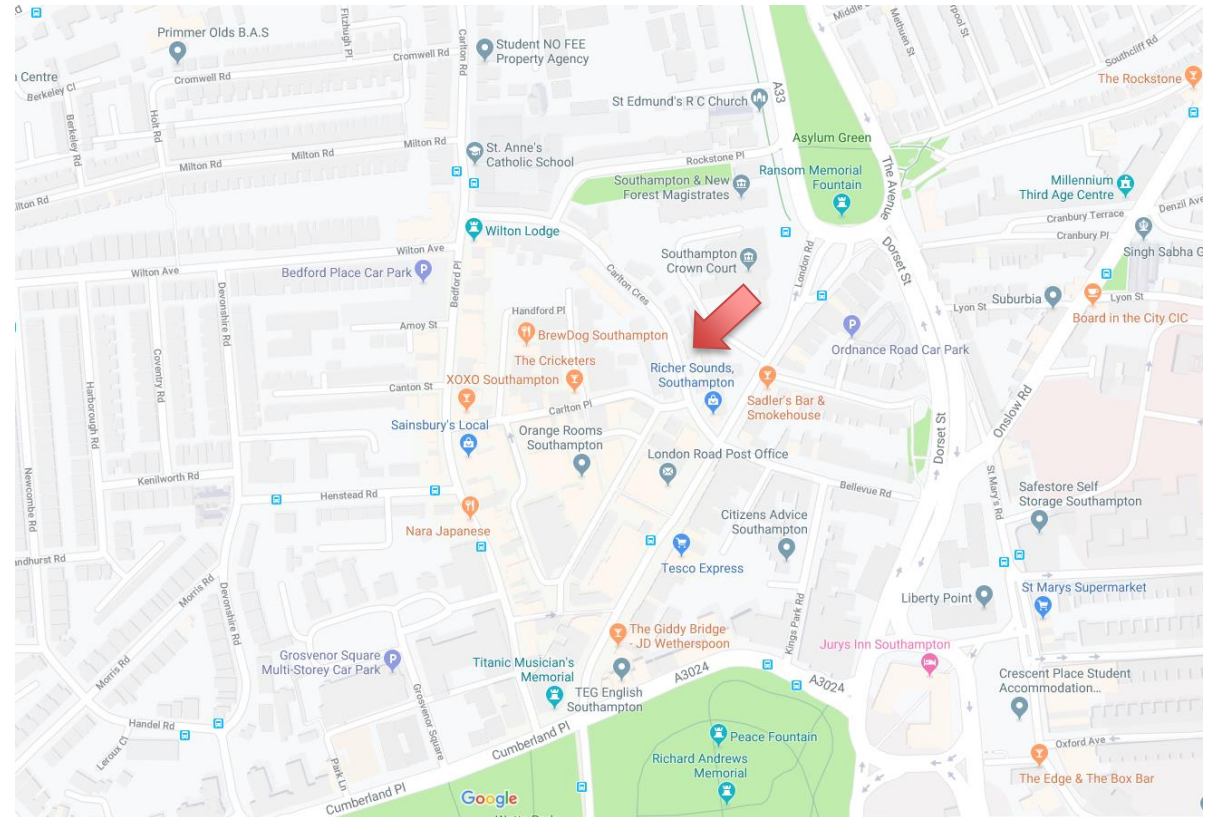 Primmer Olds B.A.S
Fitzhugh Pl
Carlton Rd
Student NO FEE
Property Agency
Middle
Methuen St
rpool St
Southcliff Rd
The Rockstone
n Centre
Berkeley Cl
Cromwell Rd
Cromwell Rd
St Edmund's R C Church
A33
Holt Rd
Berkeley Rd
Asylum Green
Milton Rd
Milton Rd
Milton Rd
St. Anne's
Catholic School
Rockstone Pl
Southampton & New
Forest Magistrates
Ransom Memorial
Fountain
The Avenue
Millennium
Third Age Centre
Denzil Ave
Cranbury Terrace
Cranbury Pl
ilton Rd
Wilton Lodge
Singh Sabha G
Wilton Ave
Wilton Ave
Bedford Place Car Park
Bedford Pl
Southampton
Crown Court
London Rd
Dorset St
Carlton Cres
Devonshire Rd
Handford Pl
Suburbia
Lyon St
Lyon St
Board in the City CIC
Amoy St
BrewDog Southampton
Ordnance Road Car Park
Coventry Rd
The Cricketers
XOXO Southampton
Richer Sounds,
Southampton
Canton St
Harborough Rd
Carlton Pl
Sadler's Bar &
Smokehouse
Onslow Rd
Sainsbury's Local
Orange Rooms
Southampton
Dorset St
London Road Post Office
Newcombe Rd
Kenilworth Rd
Henstead Rd
Bellevue Rd
St Mary's Rd
Safestore Self
Storage Southampton
Nara Japanese
Citizens Advice
Southampton
andhurst Rd
Tesco Express
Morris Rd
Devonshire Rd
Liberty Point
St Marys Supermarket
Kings Park Rd
The Giddy Bridge
- JD Wetherspoon
Jurys Inn Southampton
Grosvenor Square
Multi-Storey Car Park
Titanic Musician's
Memorial
A3024
A3024
TEG English
Southampton
Crescent Place Student
Accommodation...
Morris Rd
Grosvenor Square
Handel Rd
Leroux Cl
Cumberland Pl
Peace Fountain
Oxford Ave
Richard Andrews
Memorial
The Edge & The Box Bar
Park Ln
Cumberland Pl
Google